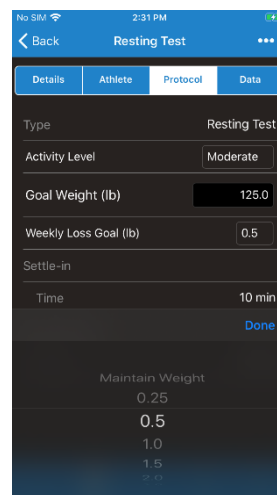 No SIM 2:31 PM
Back Resting Test •••
Details Athlete Protocol Data
Type Resting Test
Activity Level Moderate
Goal Weight (lb) 125.0
Weekly Loss Goal (lb) 0.5
Settle-in
Time 10 min
Done
Maintain Weight
0.25
0.5
1.0
1.5
2.0